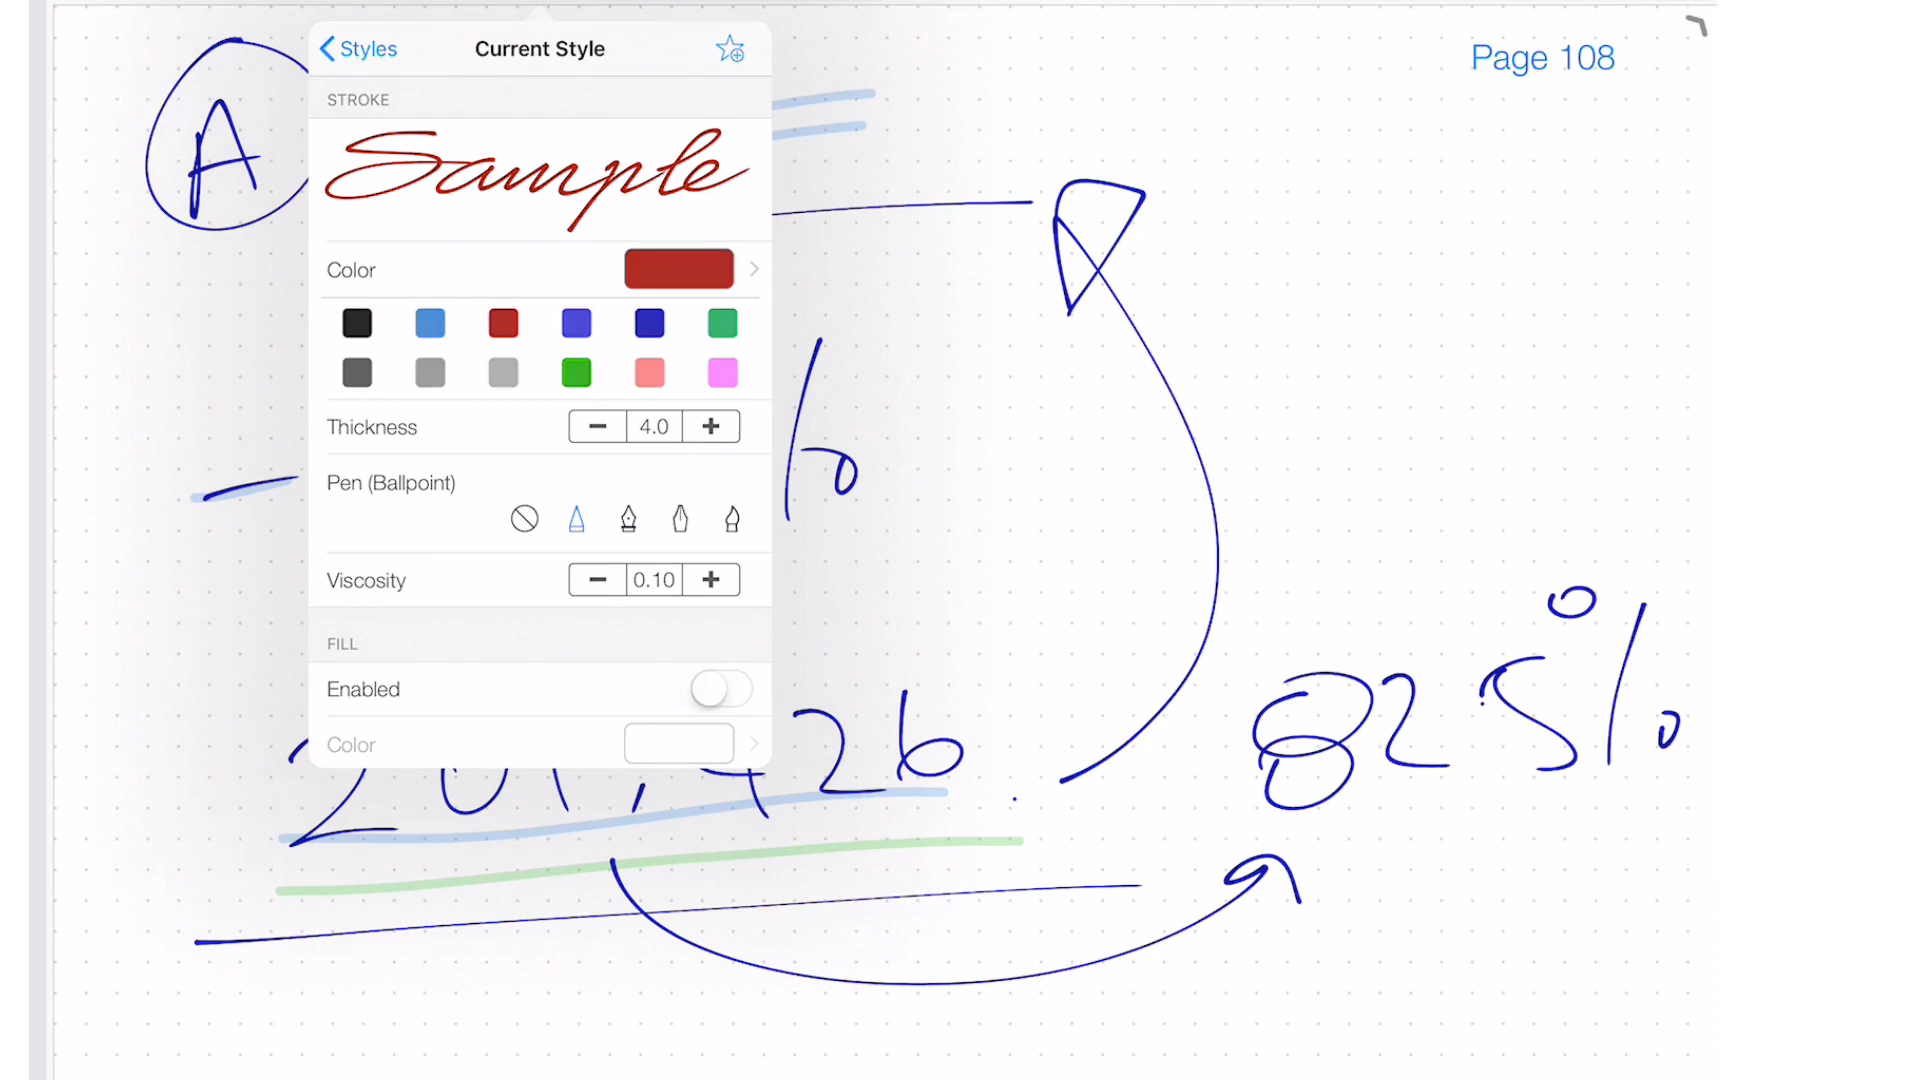 Styles Current Style
Page 108
STROKE
A
Sample
Color
Thickness - 4.0 +
Pen (Ballpoint)
Viscosity - 0.10 +
FILL
Enabled
825%
Color